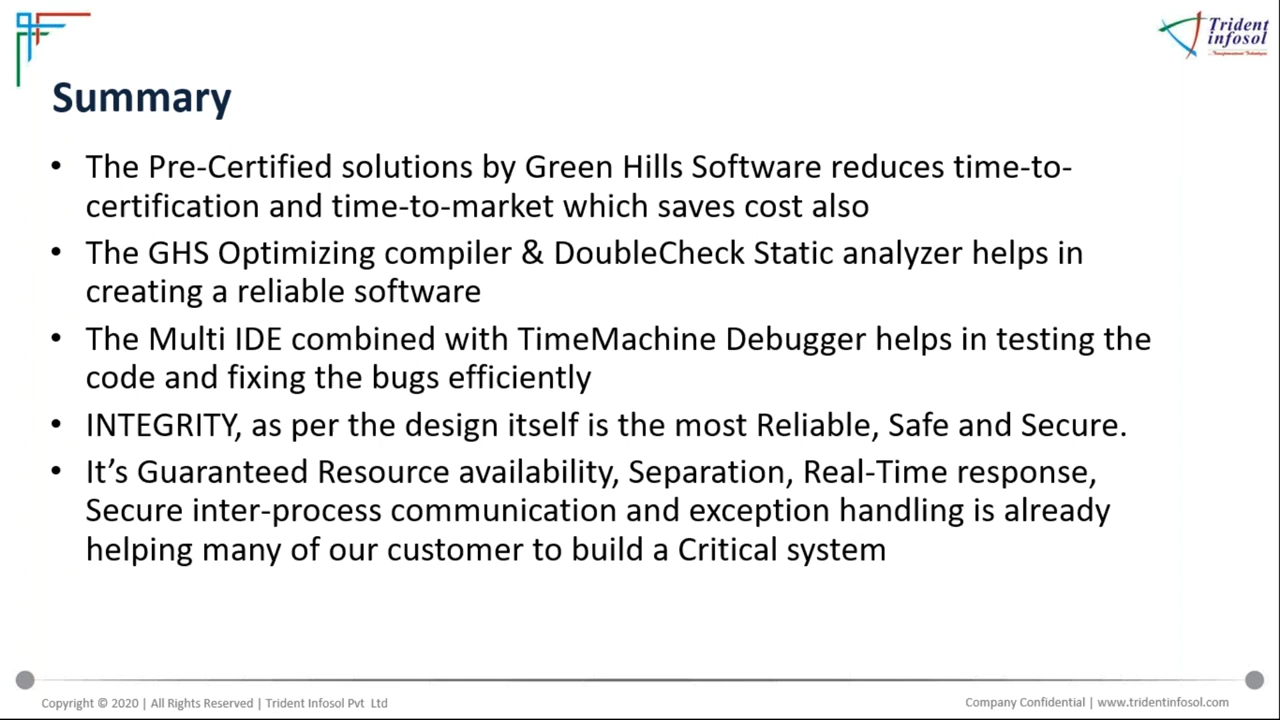 Trident
infosol
Summary
• The Pre-Certified solutions by Green Hills Software reduces time-to-
certification and time-to-market which saves cost also
• The GHS Optimizing compiler & DoubleCheck Static analyzer helps in
creating a reliable software
• The Multi IDE combined with TimeMachine Debugger helps in testing the
code and fixing the bugs efficiently
• INTEGRITY, as per the design itself is the most Reliable, Safe and Secure.
• It’s Guaranteed Resource availability, Separation, Real-Time response,
Secure inter-process communication and exception handling is already
helping many of our customer to build a Critical system
Copyright © 2020 | All Rights Reserved | Trident Infosol Pvt Ltd
Company Confidential | www.tridentinfosol.com